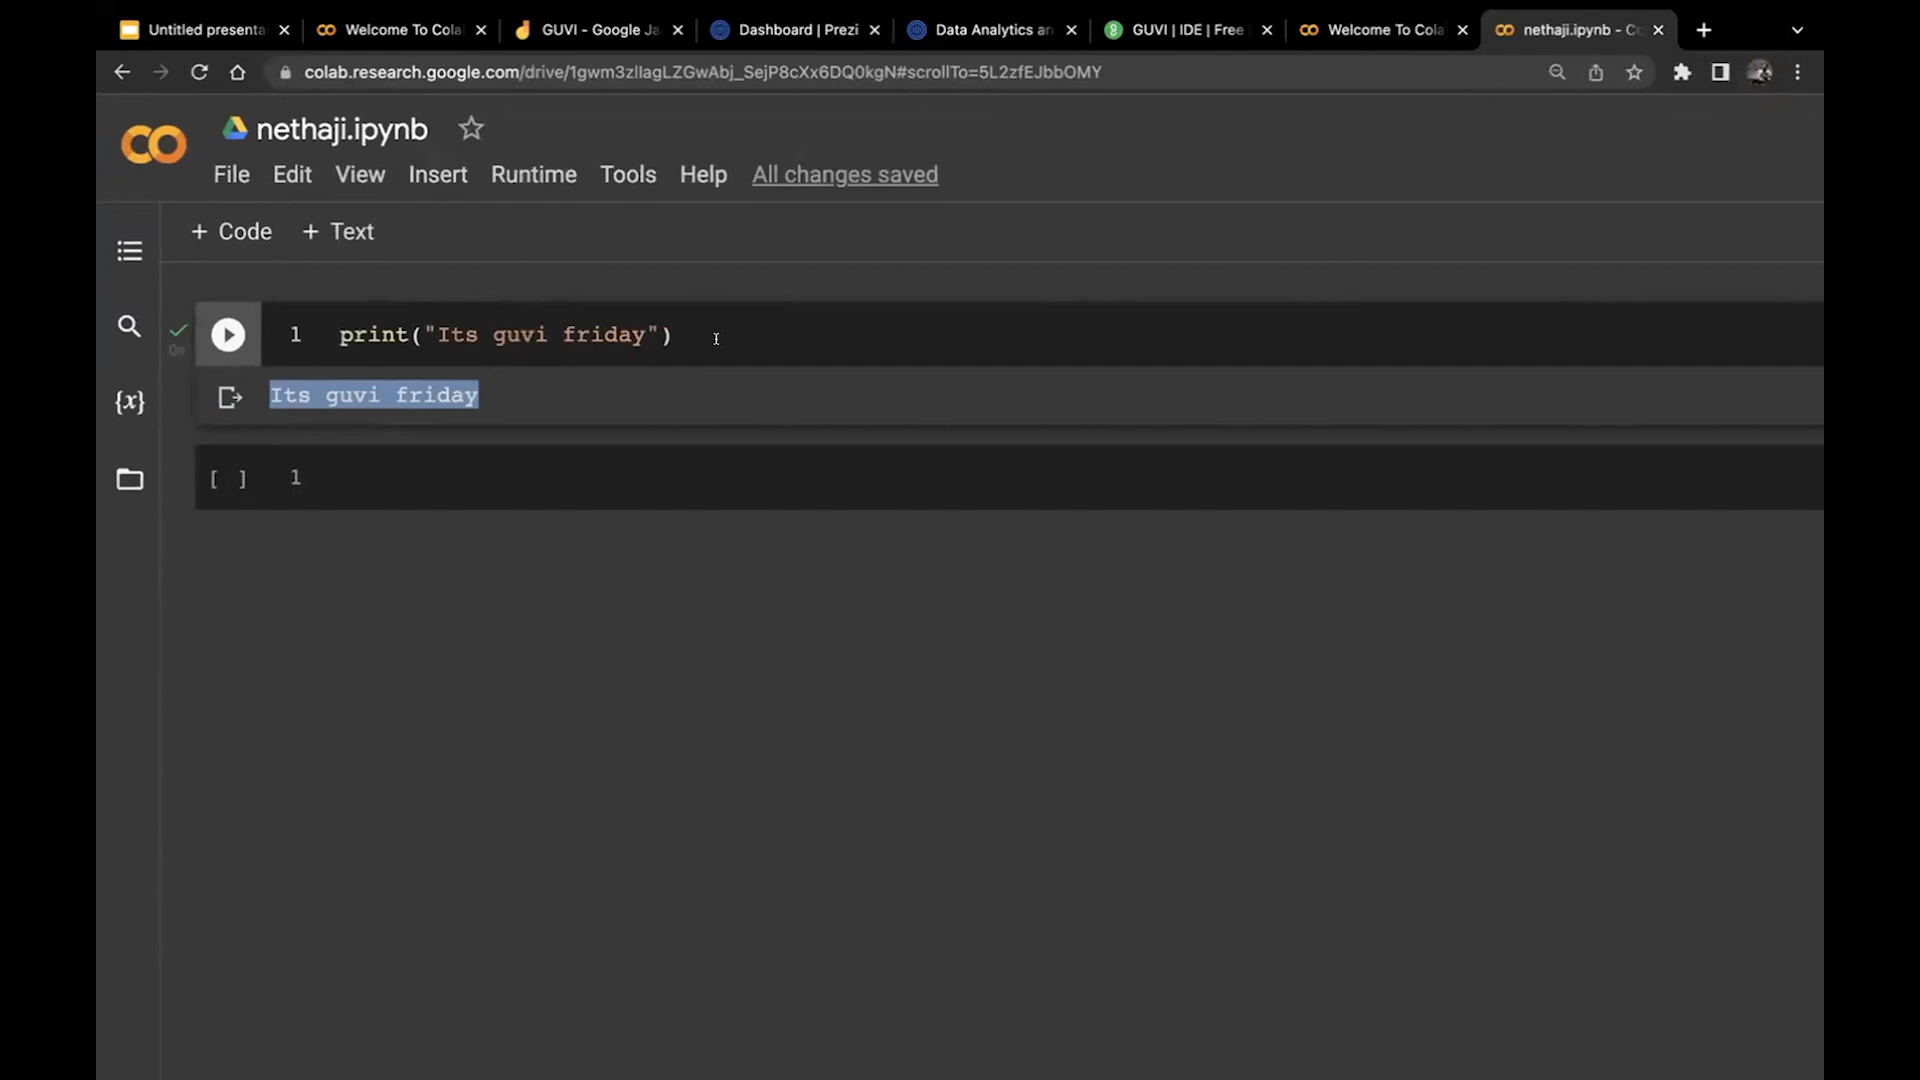 Untitled presenta
Welcome To Cola
GUVI - Google Ja
Dashboard | Prezi
Data Analytics an
GUVI | IDE | Free
Welcome To Cola
nethaji.ipynb - Co
colab.research.google.com/drive/1gwm3zllagLZGwAbj_SejP8cXx6DQ0kgN#scrollTo=5L2zfEJbbOMY
nethaji.ipynb
File Edit View Insert Runtime Tools Help All changes saved
+ Code + Text
1 print("Its guvi friday")
0s
{x}
Its guvi friday
[ ] 1